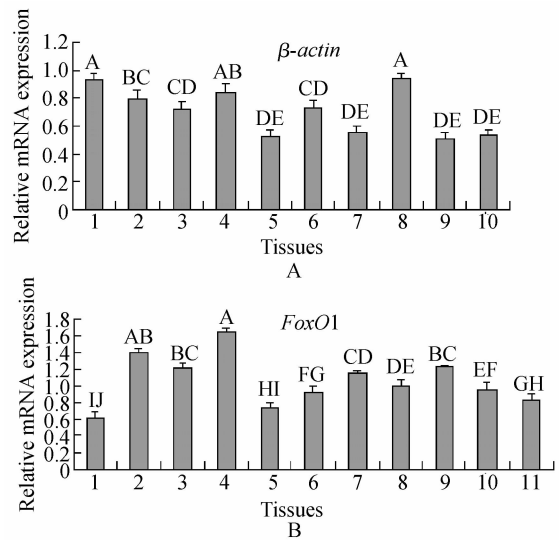 Relative mRNA expression
β-actin
1.2
1.0
0.8
0.6
0.4
0.2
0
A BC CD AB DE CD DE A DE DE
1 2 3 4 5 6 7 8 9 10
Tissues
A
Relative mRNA expression
FoxO1
1.8
1.4
1.2
1.0
0.8
0.6
0.4
0.2
0
IJ AB BC A HI FG CD DE BC EF GH
1 2 3 4 5 6 7 8 9 10 11
Tissues
B